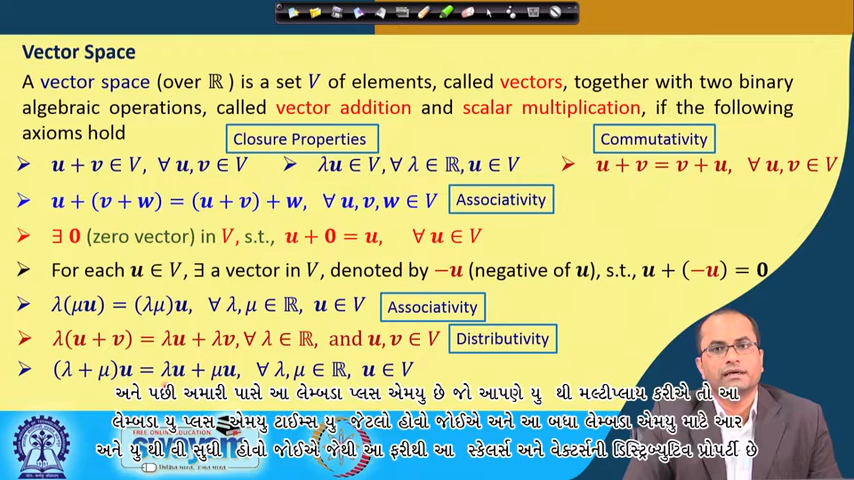 Vector Space
A vector space (over ℝ ) is a set V of elements, called vectors, together with two binary
algebraic operations, called vector addition and scalar multiplication, if the following
axioms hold
Closure Properties
Commutativity
➢ u + v ∈ V, ∀ u, v ∈ V ➢ λu ∈ V, ∀ λ ∈ ℝ, u ∈ V ➢ u + v = v + u, ∀ u, v ∈ V
➢ u + (v + w) = (u + v) + w, ∀ u, v, w ∈ V Associativity
➢ ∃ 0 (zero vector) in V, s.t., u + 0 = u, ∀ u ∈ V
➢ For each u ∈ V, ∃ a vector in V, denoted by −u (negative of u), s.t., u + (−u) = 0
➢ λ(μu) = (λμ)u, ∀ λ, μ ∈ ℝ, u ∈ V Associativity
➢ λ(u + v) = λu + λv, ∀ λ ∈ ℝ, and u, v ∈ V Distributivity
➢ (λ + μ)u = λu + μu, ∀ λ, μ ∈ ℝ, u ∈ V
અને પછી અમારી પાસે આ લેમ્બડા પ્લસ એમયુ છે જો આપણે યુ થી મલ્ટીપ્લાય કરીએ તો આ
લેમ્બડા યુ પ્લસ એમયુ ટાઈમ્સ યુ જેટલો હોવો જોઈએ અને આ બધા લેમ્બડા એમયુ માટે આર
અને યુ થી વી સુધી હોવો જોઈએ જેથી આ ફરીથી આ સ્કેલર્સ અને વેક્ટર્સની ડિસ્ટ્રિબ્યુટિવ પ્રોપર્ટી છે
FREE ONLINE EDUCATION
swayam